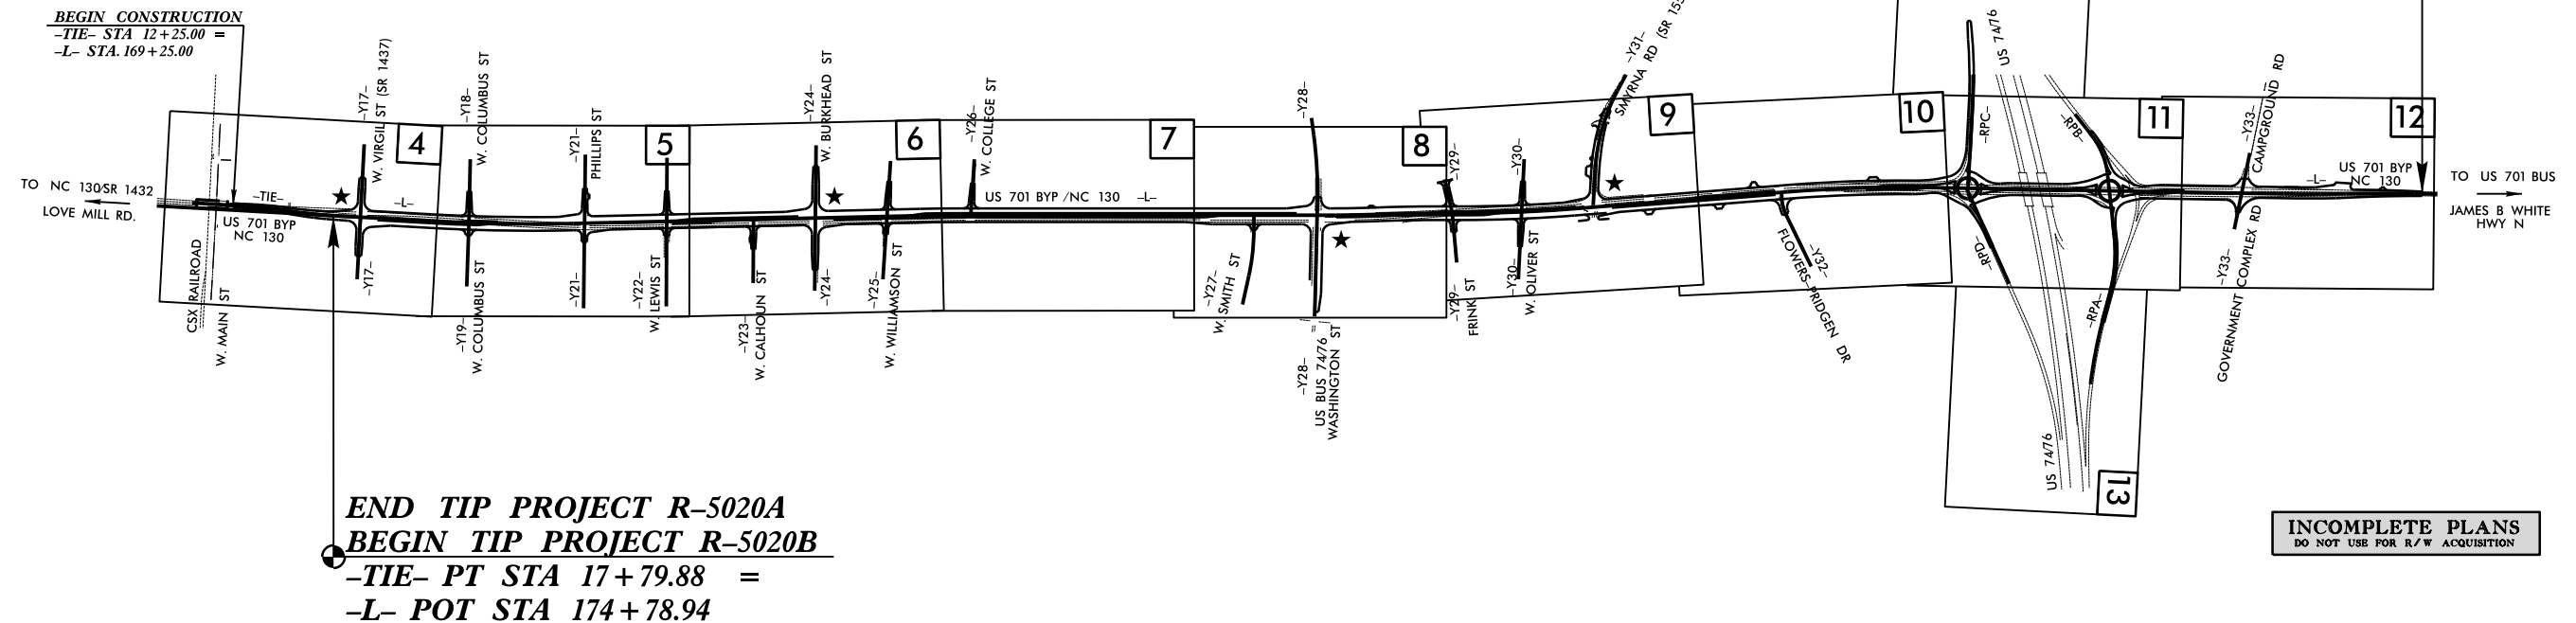 BEGIN CONSTRUCTION
–TIE– STA 12+25.00 =
–L– STA. 169+25.00
TO NC 130/SR 1432
LOVE MILL RD.
CSX RAILROAD
W. MAIN ST
–TIE–
US 701 BYP
NC 130
–Y17–
W. VIRGIL ST (SR 1437)
–Y17–
4
–L–
–Y18–
W. COLUMBUS ST
–Y19–
W. COLUMBUS ST
–Y21–
PHILLIPS ST
–Y21–
5
–Y22–
W. LEWIS ST
–Y23–
W. CALHOUN ST
–Y24–
W. BURKHEAD ST
–Y24–
6
–Y25–
W. WILLIAMSON ST
–Y26–
W. COLLEGE ST
US 701 BYP /NC 130 –L–
7
–Y27–
W. SMITH ST
–Y28–
–Y28–
US BUS 74/76
WASHINGTON ST
8
–Y29–
–Y29–
FRINK ST
–Y30–
–Y30–
W. OLIVER ST
–Y31–
SMYRNA RD (SR
9
–Y32–
FLOWERS–PRIDGEN DR
10
–RPC–
–RPD–
US 74/76
–RPB–
–RPA–
US 74/76
11
13
–Y33–
CAMPGROUND RD
–Y33–
GOVERNMENT COMPLEX RD
12
US 701 BYP
–L– NC 130
TO US 701 BUS
JAMES B WHITE
HWY N
END TIP PROJECT R–5020A
BEGIN TIP PROJECT R–5020B
–TIE– PT STA 17+79.88 =
–L– POT STA 174+78.94
INCOMPLETE PLANS
DO NOT USE FOR R/W ACQUISITION